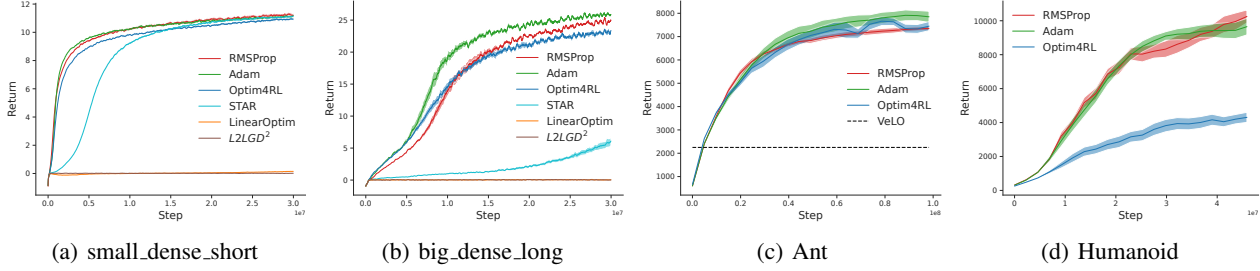 12
10
8
6
4
2
0
Return
RMSProp
Adam
Optim4RL
STAR
LinearOptim
L2LGD²
0.0
0.5
1.0
1.5
2.0
2.5
3.0
1e7
Step
(a) small_dense_short
25
20
15
10
5
0
Return
RMSProp
Adam
Optim4RL
STAR
LinearOptim
L2LGD²
0.0
0.5
1.0
1.5
2.0
2.5
3.0
1e7
Step
(b) big_dense_long
8000
7000
6000
5000
4000
3000
2000
1000
Return
RMSProp
Adam
Optim4RL
VeLO
0.0
0.2
0.4
0.6
0.8
1.0
1e8
Step
(c) Ant
10000
8000
6000
4000
2000
0
Return
RMSProp
Adam
Optim4RL
0
1
2
3
4
1e7
Step
(d) Humanoid